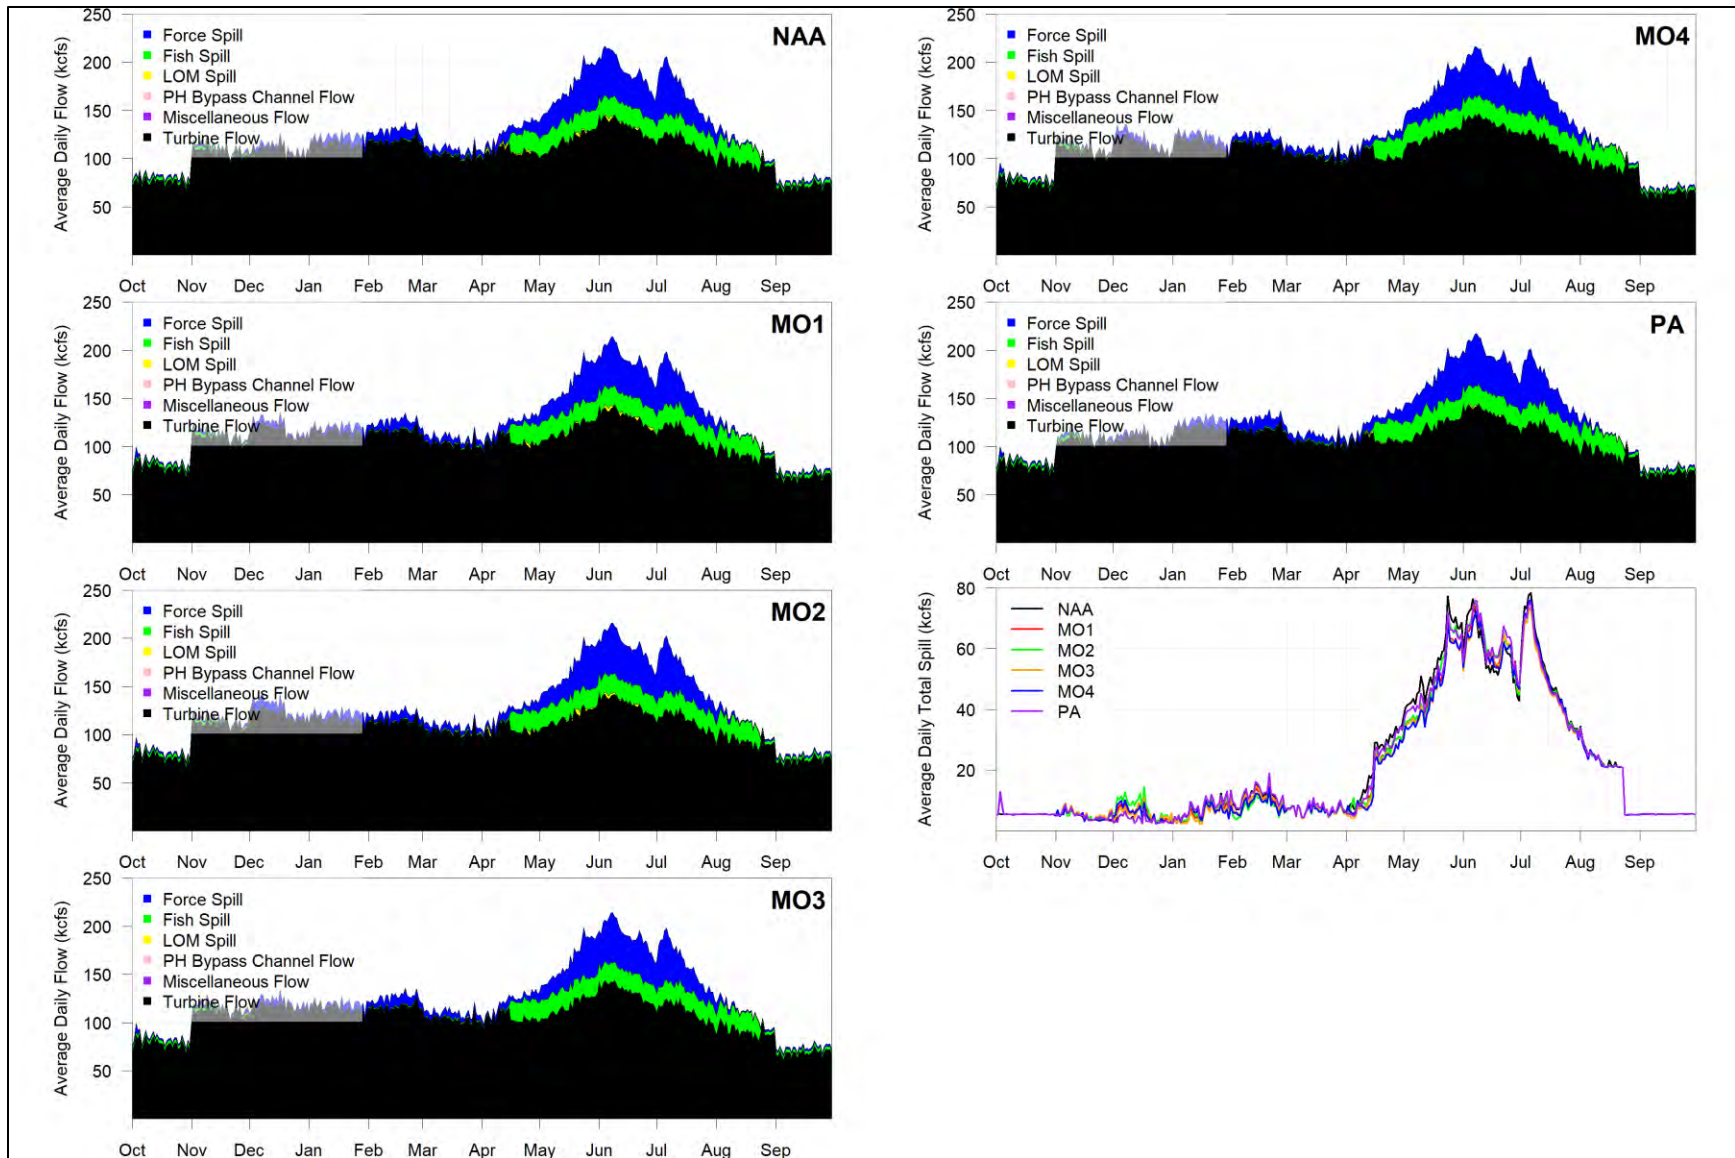 NAA
Average Daily Flow (kcfs)
250
200
150
100
50
Force Spill
Fish Spill
LOM Spill
PH Bypass Channel Flow
Miscellaneous Flow
Turbine Flow
Oct Nov Dec Jan Feb Mar Apr May Jun Jul Aug Sep
MO1
Average Daily Flow (kcfs)
250
200
150
100
50
Force Spill
Fish Spill
LOM Spill
PH Bypass Channel Flow
Miscellaneous Flow
Turbine Flow
Oct Nov Dec Jan Feb Mar Apr May Jun Jul Aug Sep
MO2
Average Daily Flow (kcfs)
250
200
150
100
50
Force Spill
Fish Spill
LOM Spill
PH Bypass Channel Flow
Miscellaneous Flow
Turbine Flow
Oct Nov Dec Jan Feb Mar Apr May Jun Jul Aug Sep
MO3
Average Daily Flow (kcfs)
250
200
150
100
50
Force Spill
Fish Spill
LOM Spill
PH Bypass Channel Flow
Miscellaneous Flow
Turbine Flow
Oct Nov Dec Jan Feb Mar Apr May Jun Jul Aug Sep
MO4
Average Daily Flow (kcfs)
250
200
150
100
50
Force Spill
Fish Spill
LOM Spill
PH Bypass Channel Flow
Miscellaneous Flow
Turbine Flow
Oct Nov Dec Jan Feb Mar Apr May Jun Jul Aug Sep
PA
Average Daily Flow (kcfs)
250
200
150
100
50
Force Spill
Fish Spill
LOM Spill
PH Bypass Channel Flow
Miscellaneous Flow
Turbine Flow
Oct Nov Dec Jan Feb Mar Apr May Jun Jul Aug Sep
Average Daily Total Spill (kcfs)
80
60
40
20
NAA
MO1
MO2
MO3
MO4
PA
Oct Nov Dec Jan Feb Mar Apr May Jun Jul Aug Sep